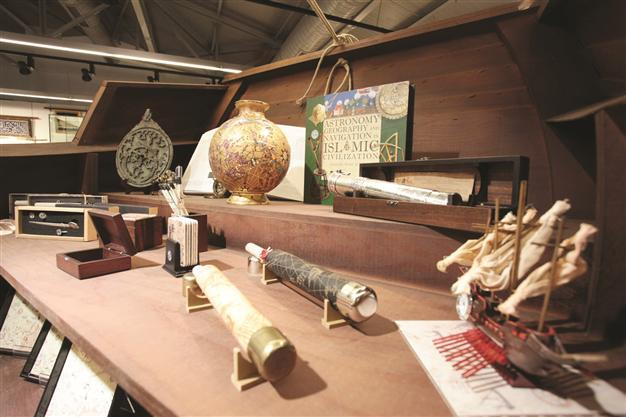 ASTRONOMY
GEOGRAPHY AND
NAVIGATION IN
ISLAMIC
CIVILIZATION